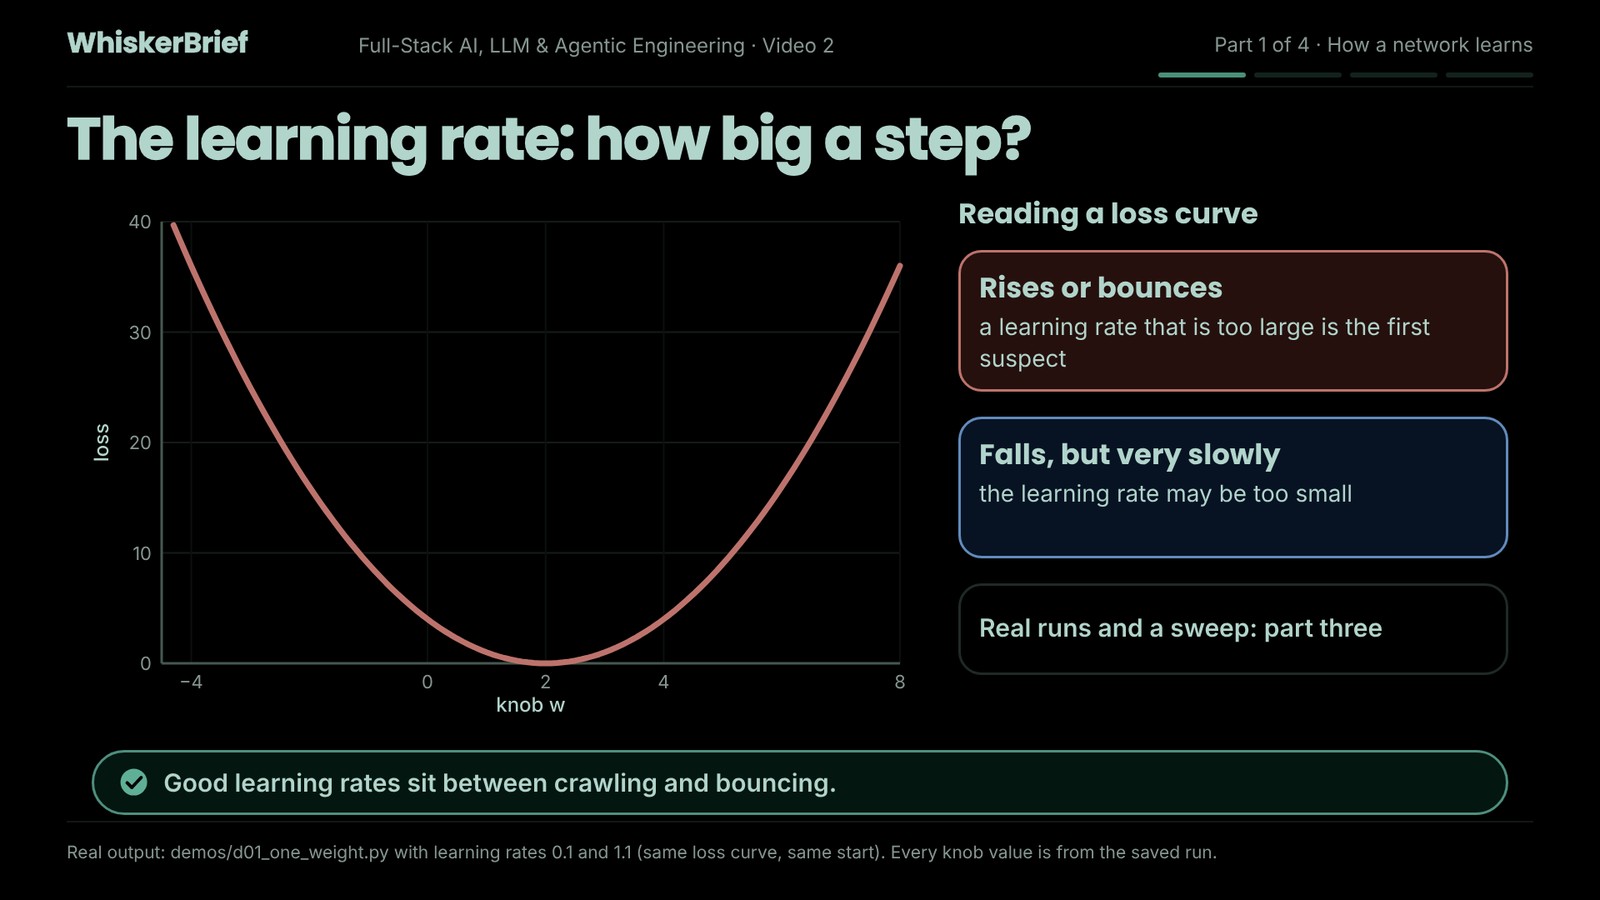 WhiskerBrief
Full-Stack AI, LLM & Agentic Engineering · Video 2
Part 1 of 4 · How a network learns
The learning rate: how big a step?
40
30
20
10
0
loss
−4
0
2
4
8
knob w
Reading a loss curve
Rises or bounces
a learning rate that is too large is the first
suspect
Falls, but very slowly
the learning rate may be too small
Real runs and a sweep: part three
Good learning rates sit between crawling and bouncing.
Real output: demos/d01_one_weight.py with learning rates 0.1 and 1.1 (same loss curve, same start). Every knob value is from the saved run.